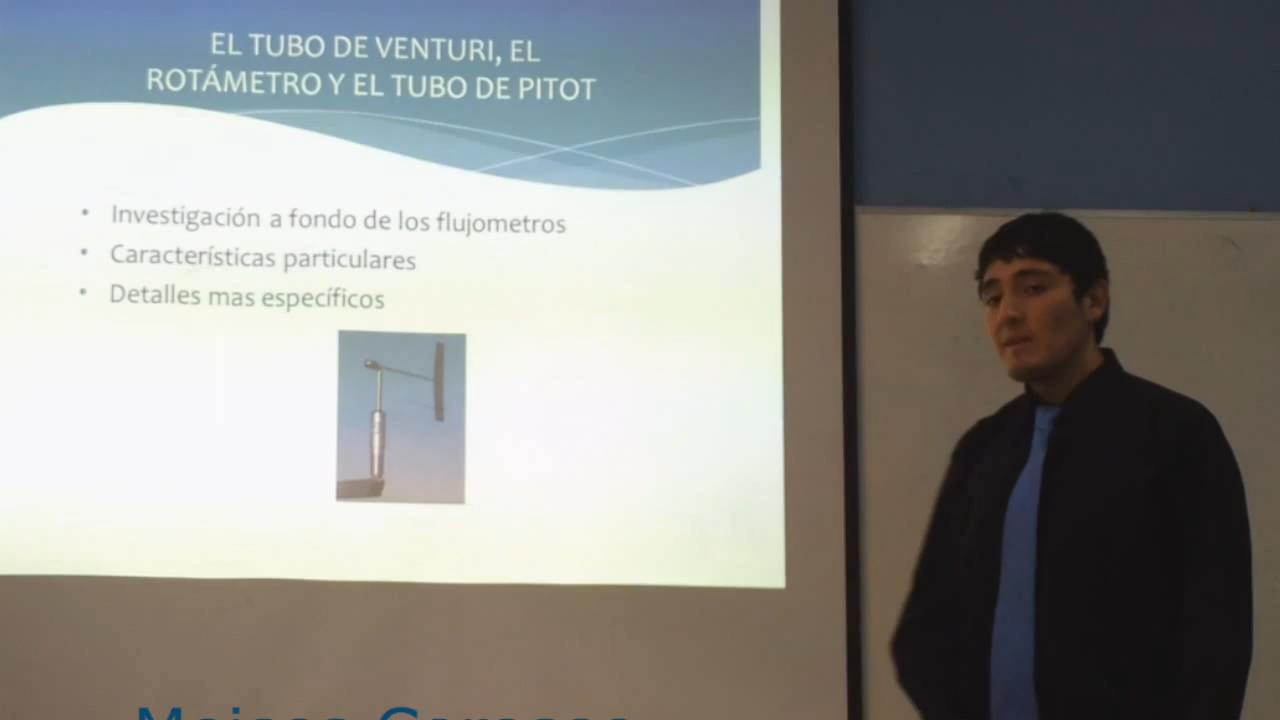 EL TUBO DE VENTURI, EL
ROTÁMETRO Y EL TUBO DE PITOT
• Investigación a fondo de los flujometros
• Características particulares
• Detalles mas específicos